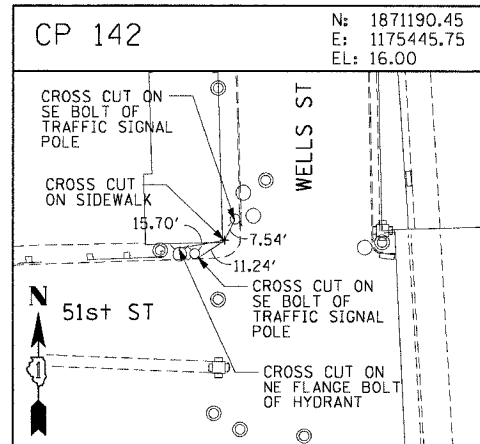 CP 142
N: 1871190.45
E: 1175445.75
EL: 16.00
CROSS CUT ON
SE BOLT OF
TRAFFIC SIGNAL
POLE
WELLS ST
CROSS CUT
ON SIDEWALK
15.70'
7.54'
11.24'
CROSS CUT ON
SE BOLT OF
TRAFFIC SIGNAL
POLE
N
51st ST
1
CROSS CUT ON
NE FLANGE BOLT
OF HYDRANT